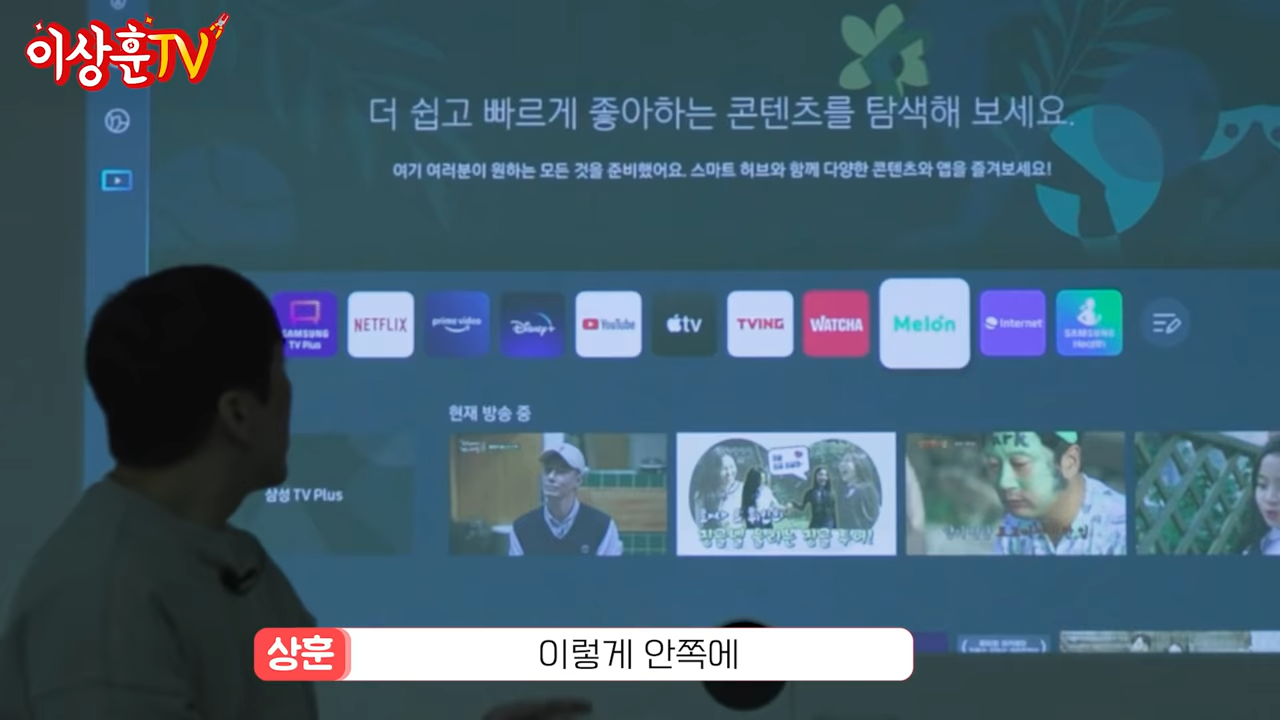 이상훈TV
더 쉽고 빠르게 좋아하는 콘텐츠를 탐색해 보세요.
여기 여러분이 원하는 모든 것을 준비했어요. 스마트 허브와 함께 다양한 콘텐츠와 앱을 즐겨보세요!
SAMSUNG TV Plus
NETFLIX
prime video
Disney+
YouTube
tv
TVING
WATCHA
Melon
Internet
SAMSUNG Health
현재 방송 중
삼성 TV Plus
상훈
이렇게 안쪽에